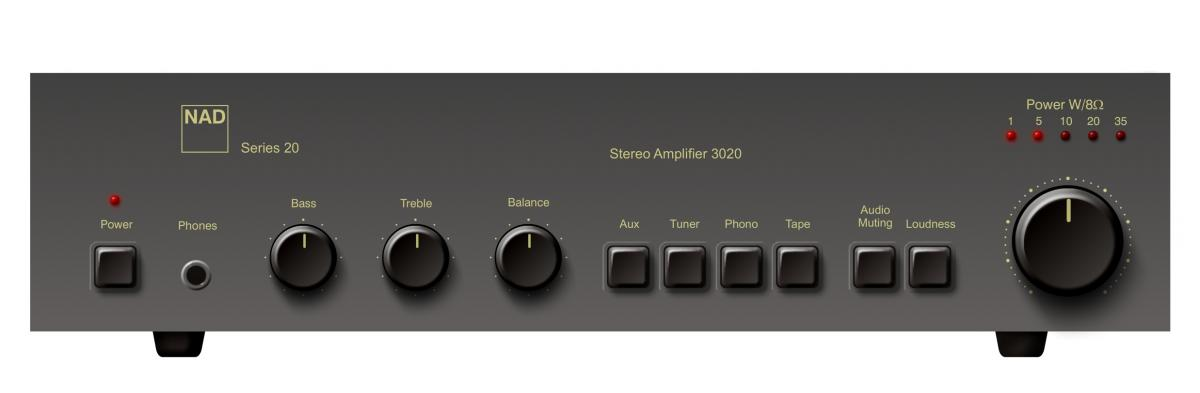 NAD
Series 20
Stereo Amplifier 3020
Power W/8Ω
1 5 10 20 35
Power
Phones
Bass
Treble
Balance
Aux
Tuner
Phono
Tape
Audio
Muting
Loudness